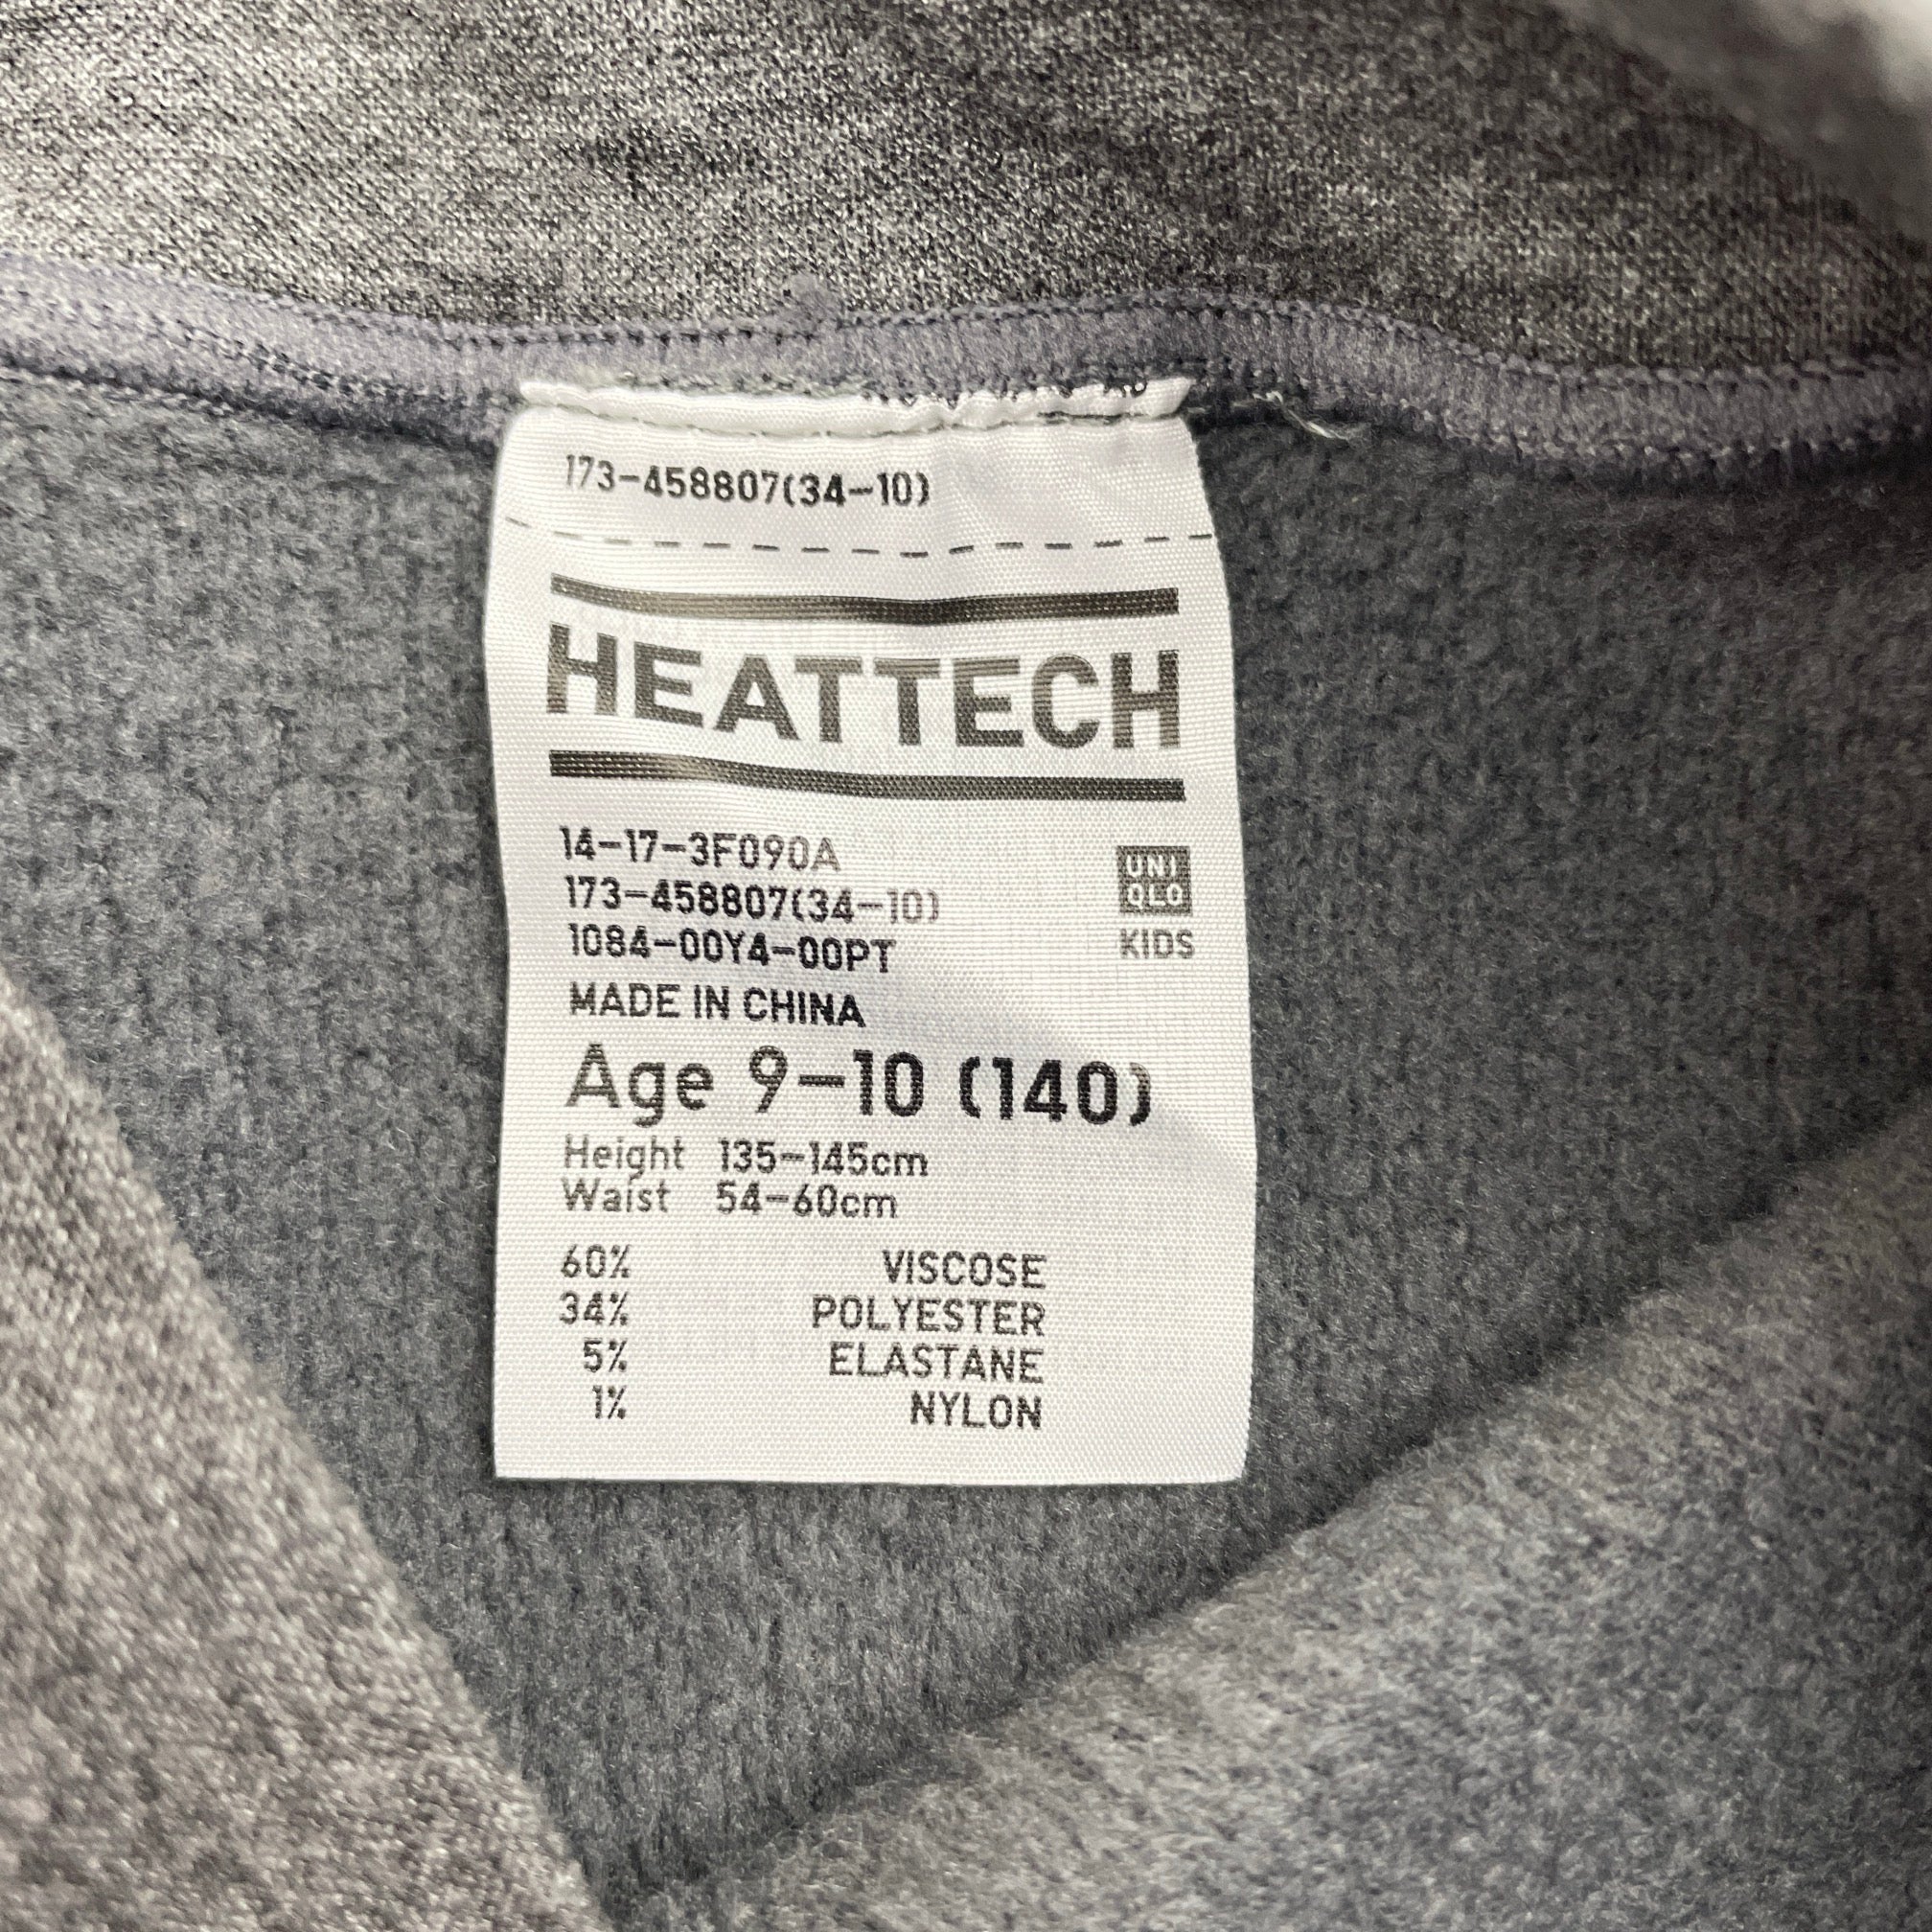 173-458807(34-10)
HEATTECH
14-17-3F090A
173-458807(34-10)
1084-00Y4-00PT
UNI
QLO
KIDS
MADE IN CHINA
Age 9-10 (140)
Height 135-145cm
Waist 54-60cm
60% VISCOSE
34% POLYESTER
5% ELASTANE
1% NYLON